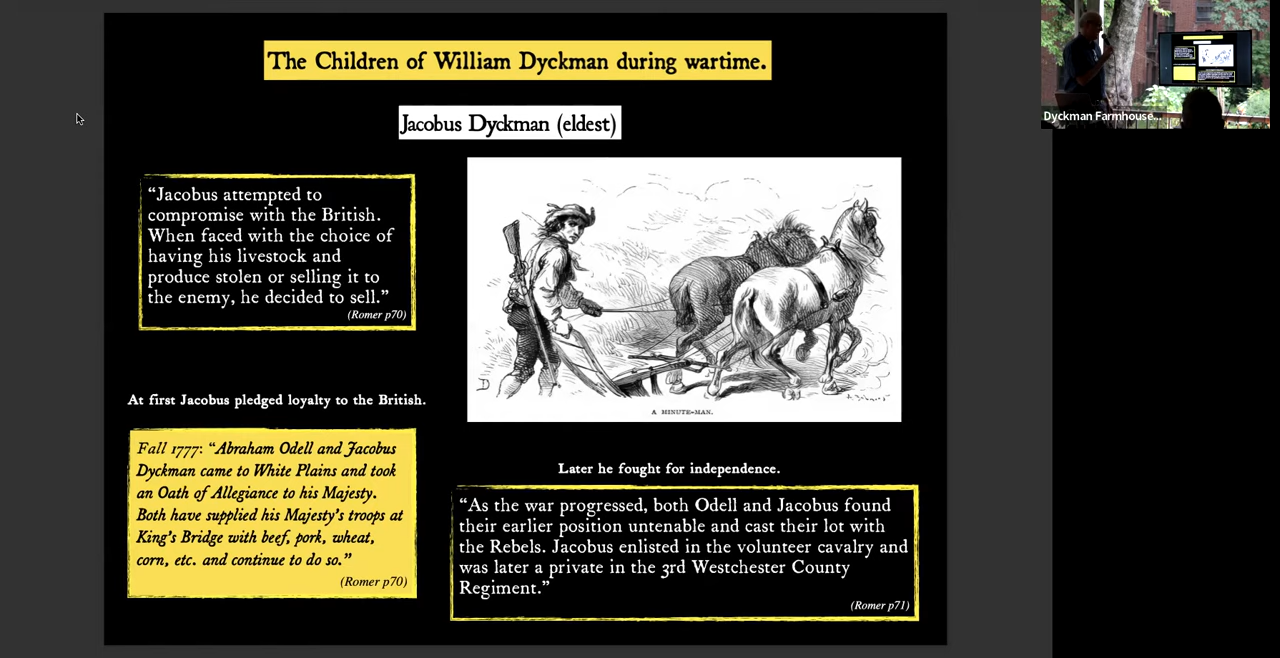 The Children of William Dyckman during wartime.
Jacobus Dyckman (eldest)
“Jacobus attempted to
compromise with the British.
When faced with the choice of
having his livestock and
produce stolen or selling it to
the enemy, he decided to sell.”
(Romer p70)
At first Jacobus pledged loyalty to the British.
Fall 1777: “Abraham Odell and Jacobus
Dyckman came to White Plains and took
an Oath of Allegiance to his Majesty.
Both have supplied his Majesty's troops at
King's Bridge with beef, pork, wheat,
corn, etc. and continue to do so.”
(Romer p70)
A MINUTE-MAN.
Later he fought for independence.
“As the war progressed, both Odell and Jacobus found
their earlier position untenable and cast their lot with
the Rebels. Jacobus enlisted in the volunteer cavalry and
was later a private in the 3rd Westchester County
Regiment.”
(Romer p71)
Dyckman Farmhouse...